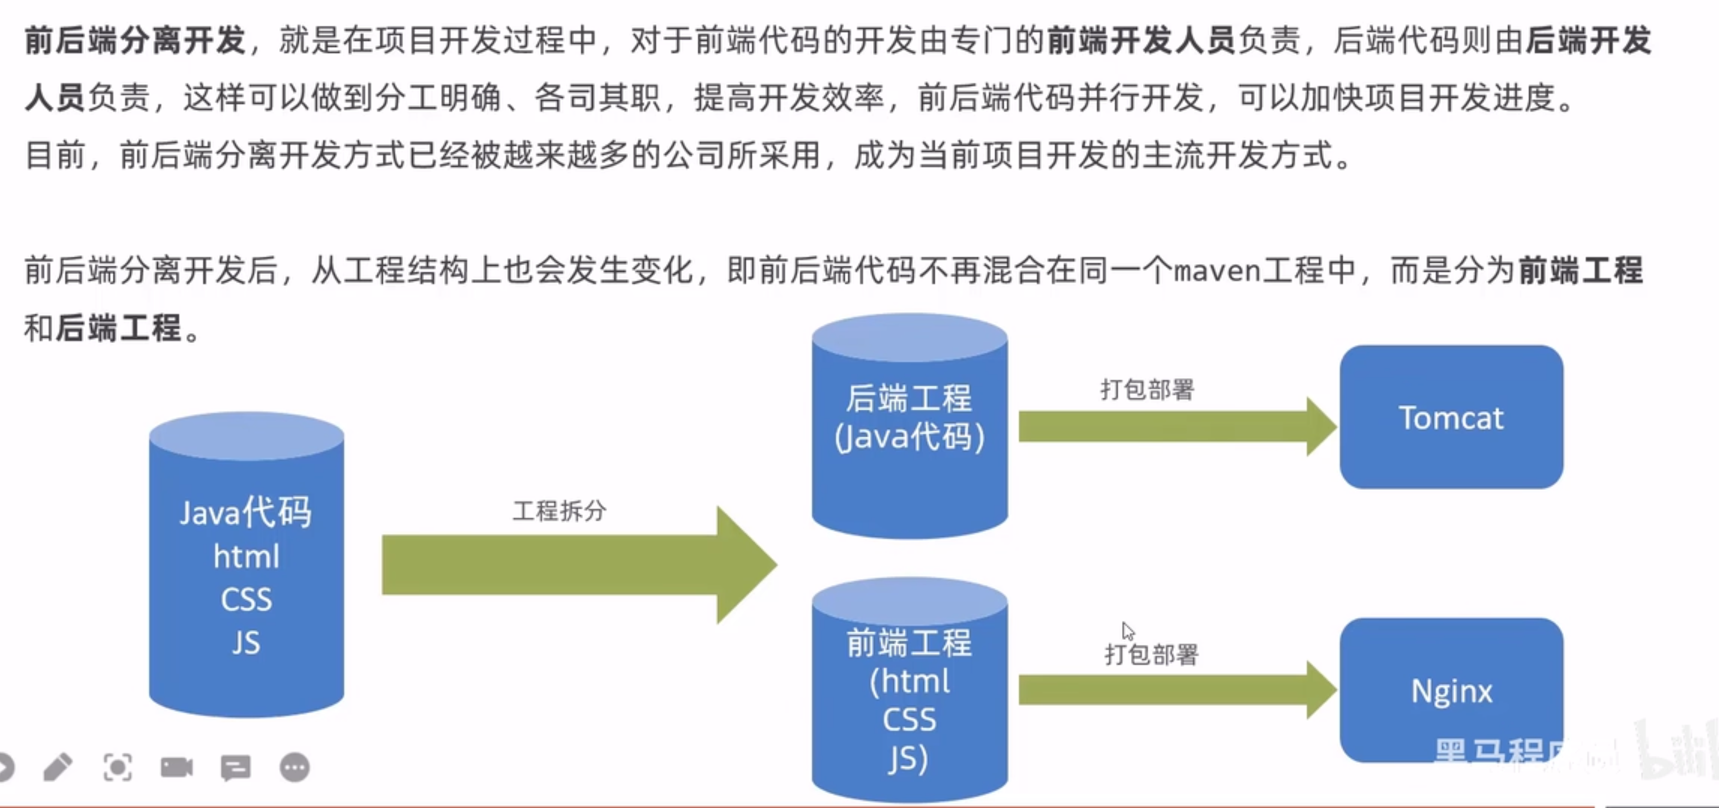 前后端分离开发，就是在项目开发过程中，对于前端代码的开发由专门的前端开发人员负责，后端代码则由后端开发
人员负责，这样可以做到分工明确、各司其职，提高开发效率，前后端代码并行开发，可以加快项目开发进度。
目前，前后端分离开发方式已经被越来越多的公司所采用，成为当前项目开发的主流开发方式。
前后端分离开发后，从工程结构上也会发生变化，即前后端代码不再混合在同一个maven工程中，而是分为前端工程
和后端工程。
Java代码
html
CSS
JS
工程拆分
后端工程
(Java代码)
打包部署
Tomcat
前端工程
(html
CSS
JS)
打包部署
Nginx
黑马程序员